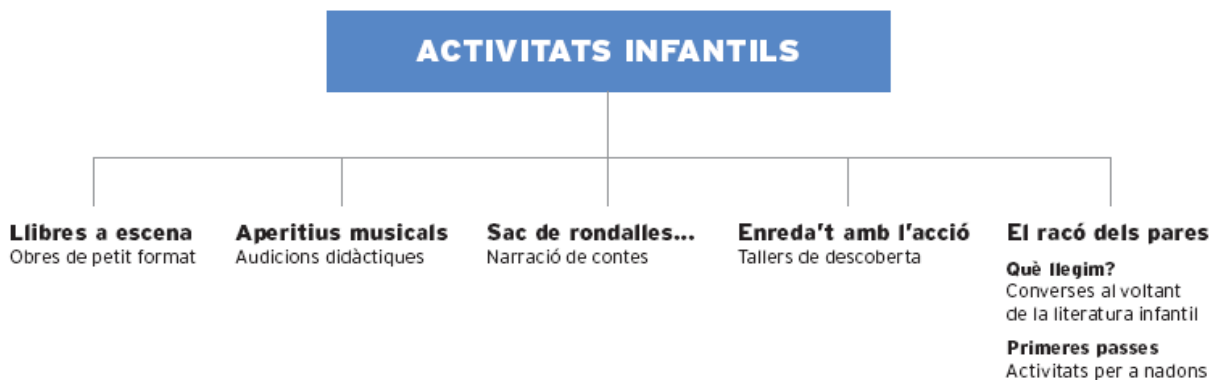 ACTIVITATS INFANTILS
Llibres a escena
Obres de petit format
Aperitius musicals
Audicions didàctiques
Sac de rondalles...
Narració de contes
Enreda't amb l'acció
Tallers de descoberta
El racó dels pares
Què llegim?
Converses al voltant
de la literatura infantil
Primeres passes
Activitats per a nadons